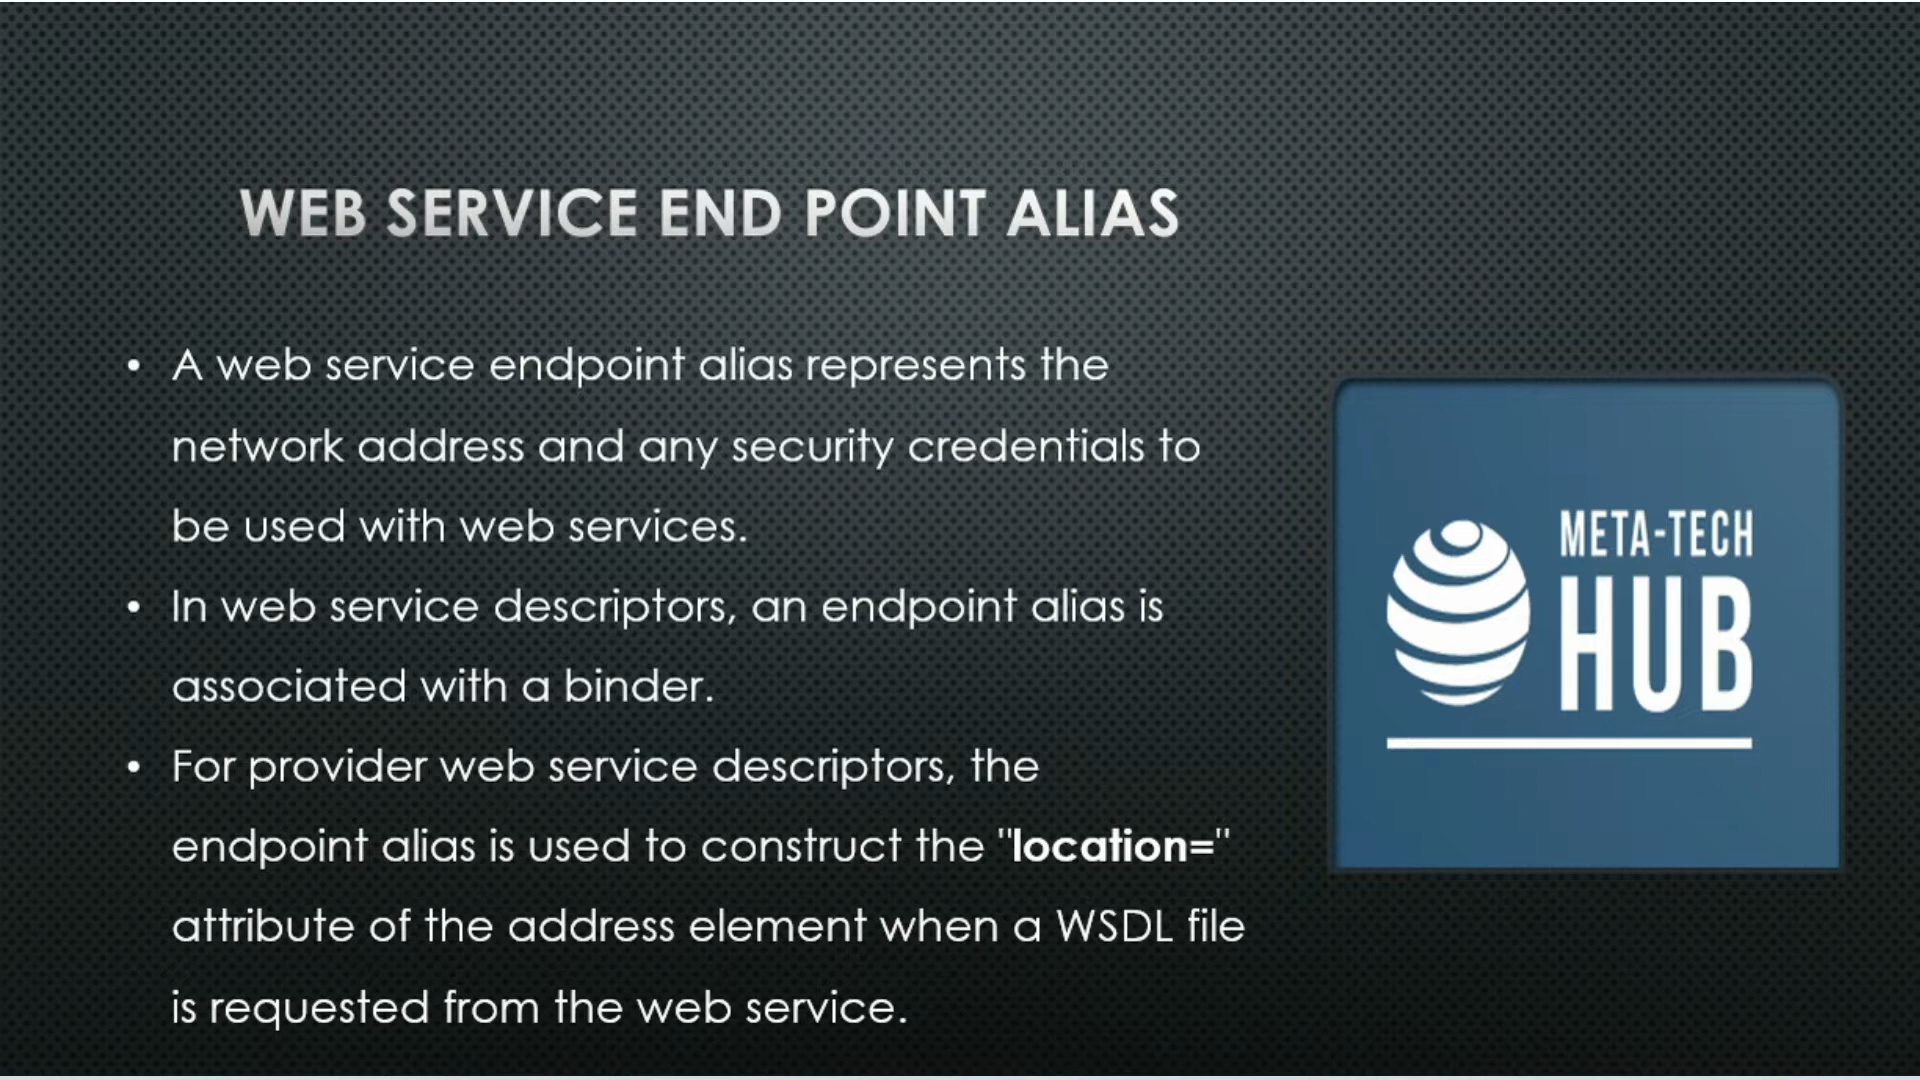 WEB SERVICE END POINT ALIAS
• A web service endpoint alias represents the
network address and any security credentials to
be used with web services.
• In web service descriptors, an endpoint alias is
associated with a binder.
• For provider web service descriptors, the
endpoint alias is used to construct the "location="
attribute of the address element when a WSDL file
is requested from the web service.
META-TECH
HUB